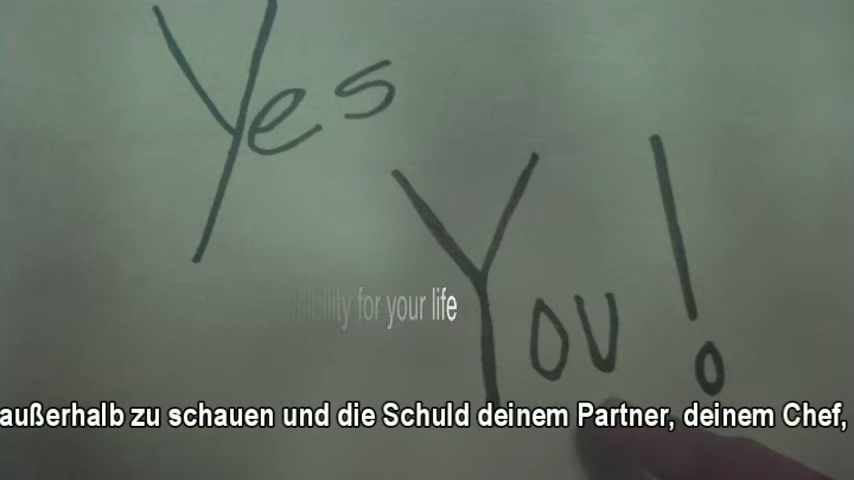 Yes
You!
for your life
außerhalb zu schauen und die Schuld deinem Partner, deinem Chef,